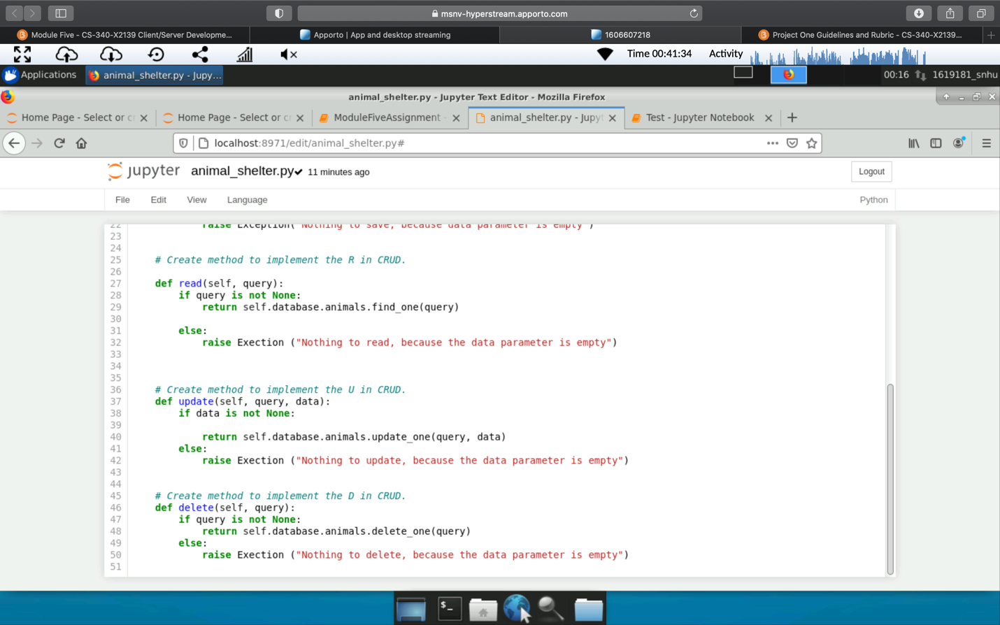 msnv-hyperstream.apporto.com
Module Five - CS-340-X2139 Client/Server Developme...
Apporto | App and desktop streaming
1606607218
Project One Guidelines and Rubric - CS-340-X2139...
Time 00:41:34
Activity
Applications
animal_shelter.py - Jupy...
00:16
1619181_snhu
animal_shelter.py - Jupyter Text Editor - Mozilla Firefox
Home Page - Select or c
Home Page - Select or c
ModuleFiveAssignment -
animal_shelter.py - Jupyt
Test - Jupyter Notebook
localhost:8971/edit/animal_shelter.py#
jupyter animal_shelter.py✔ 11 minutes ago
Logout
File Edit View Language
Python
22 raise Exception("Nothing to save, because data parameter is empty")
23
24
25 # Create method to implement the R in CRUD.
26
27 def read(self, query):
28 if query is not None:
29 return self.database.animals.find_one(query)
30
31 else:
32 raise Exection ("Nothing to read, because the data parameter is empty")
33
34
35
36 # Create method to implement the U in CRUD.
37 def update(self, query, data):
38 if data is not None:
39
40 return self.database.animals.update_one(query, data)
41 else:
42 raise Exection ("Nothing to update, because the data parameter is empty")
43
44
45 # Create method to implement the D in CRUD.
46 def delete(self, query):
47 if query is not None:
48 return self.database.animals.delete_one(query)
49 else:
50 raise Exection ("Nothing to delete, because the data parameter is empty")
51
$_